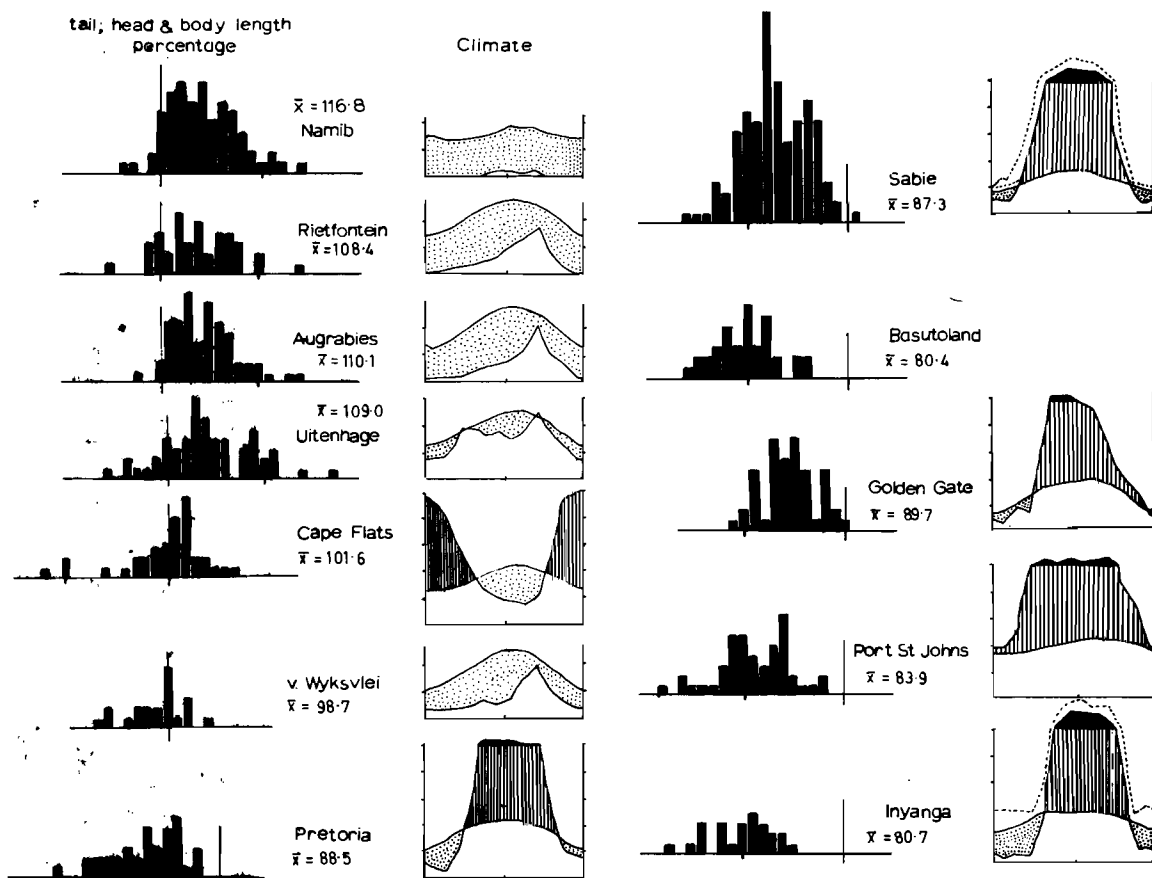 tail; head & body length
percentage
Climate
x̄ = 116·8
Namib
Rietfontein
x̄ = 108·4
Augrabies
x̄ = 110·1
x̄ = 109·0
Uitenhage
Cape Flats
x̄ = 101·6
v. Wyksvlei
x̄ = 98·7
Pretoria
x̄ = 88·5
Sabie
x̄ = 87·3
Basutoland
x̄ = 80·4
Golden Gate
x̄ = 89·7
Port St Johns
x̄ = 83·9
Inyanga
x̄ = 80·7